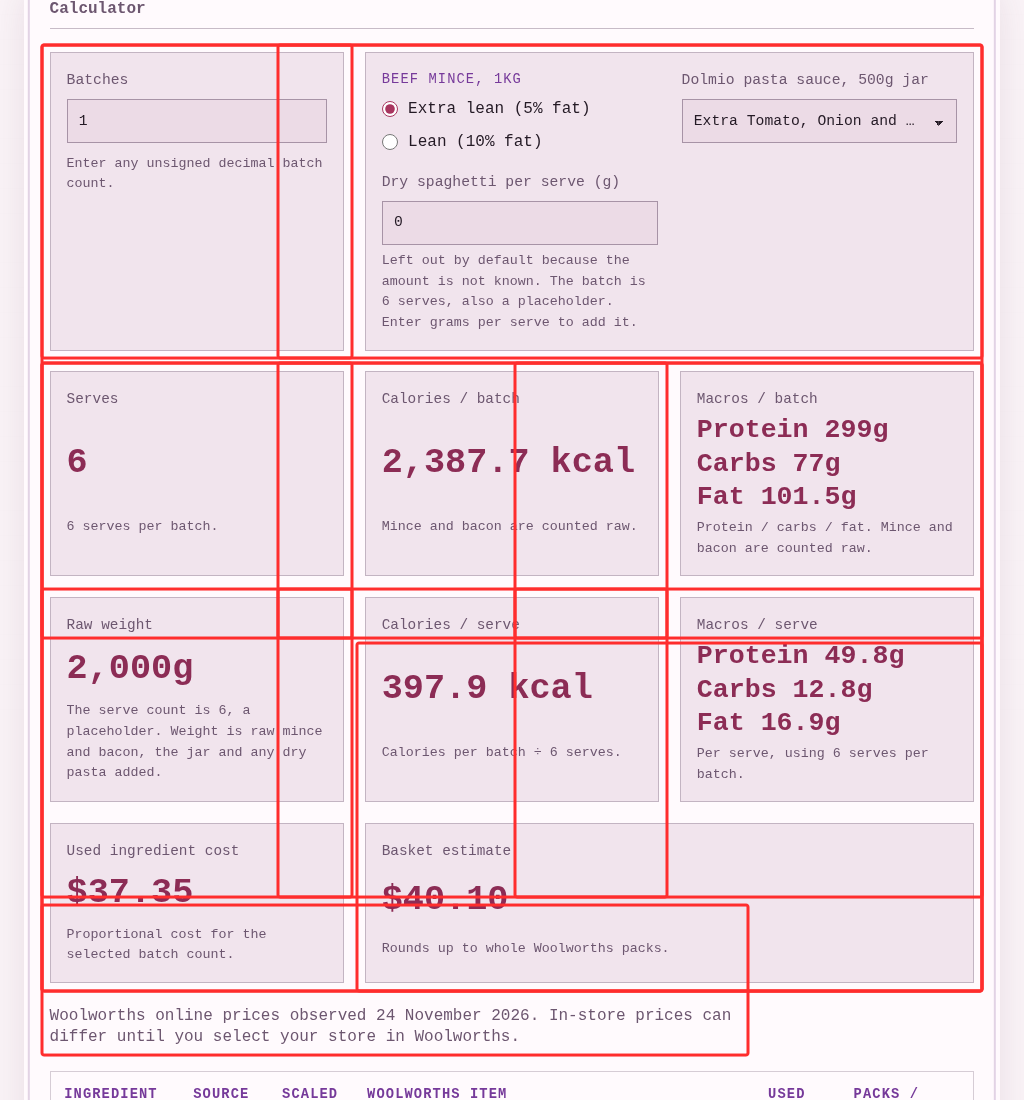 Calculator
Batches
1
Enter any unsigned decimal batch
count.
BEEF MINCE, 1KG
Extra lean (5% fat)
Lean (10% fat)
Dolmio pasta sauce, 500g jar
Extra Tomato, Onion and …
Dry spaghetti per serve (g)
0
Left out by default because the
amount is not known. The batch is
6 serves, also a placeholder.
Enter grams per serve to add it.
Serves
6
6 serves per batch.
Calories / batch
2,387.7 kcal
Mince and bacon are counted raw.
Macros / batch
Protein 299g
Carbs 77g
Fat 101.5g
Protein / carbs / fat. Mince and
bacon are counted raw.
Raw weight
2,000g
The serve count is 6, a
placeholder. Weight is raw mince
and bacon, the jar and any dry
pasta added.
Calories / serve
397.9 kcal
Calories per batch ÷ 6 serves.
Macros / serve
Protein 49.8g
Carbs 12.8g
Fat 16.9g
Per serve, using 6 serves per
batch.
Used ingredient cost
$37.35
Proportional cost for the
selected batch count.
Basket estimate
$40.10
Rounds up to whole Woolworths packs.
Woolworths online prices observed 24 November 2026. In-store prices can
differ until you select your store in Woolworths.
INGREDIENT SOURCE SCALED WOOLWORTHS ITEM USED PACKS /